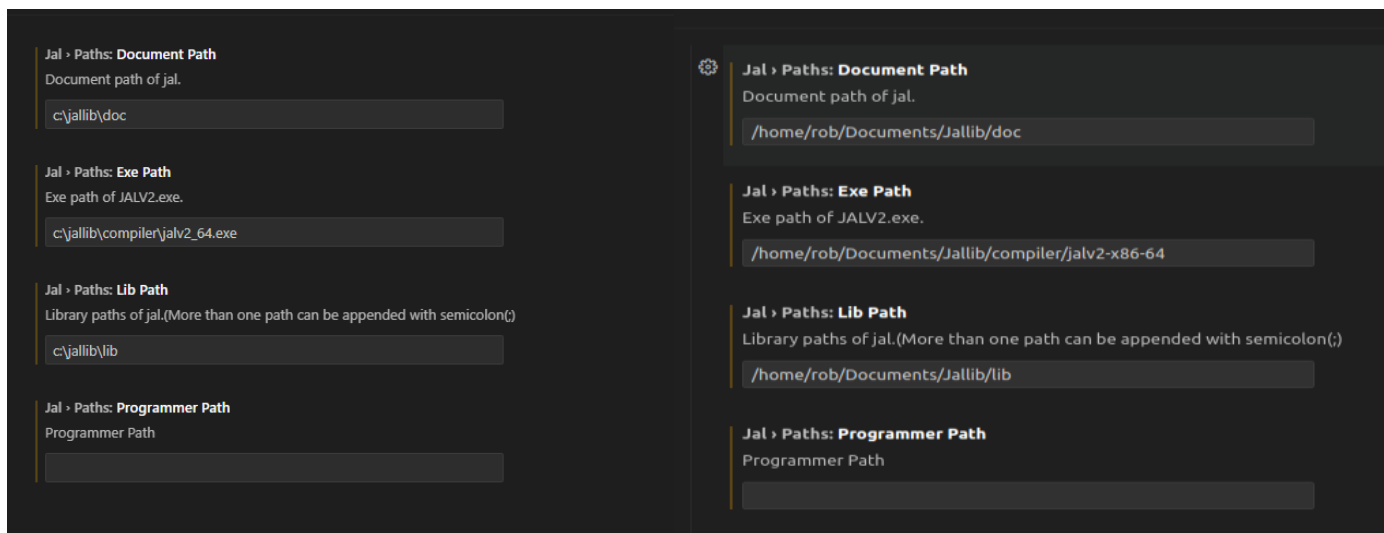 Jal › Paths: Document Path
Document path of jal.
c:\jallib\doc
Jal › Paths: Exe Path
Exe path of JALV2.exe.
c:\jallib\compiler\jalv2_64.exe
Jal › Paths: Lib Path
Library paths of jal.(More than one path can be appended with semicolon(;)
c:\jallib\lib
Jal › Paths: Programmer Path
Programmer Path
Jal › Paths: Document Path
Document path of jal.
/home/rob/Documents/Jallib/doc
Jal › Paths: Exe Path
Exe path of JALV2.exe.
/home/rob/Documents/Jallib/compiler/jalv2-x86-64
Jal › Paths: Lib Path
Library paths of jal.(More than one path can be appended with semicolon(;)
/home/rob/Documents/Jallib/lib
Jal › Paths: Programmer Path
Programmer Path